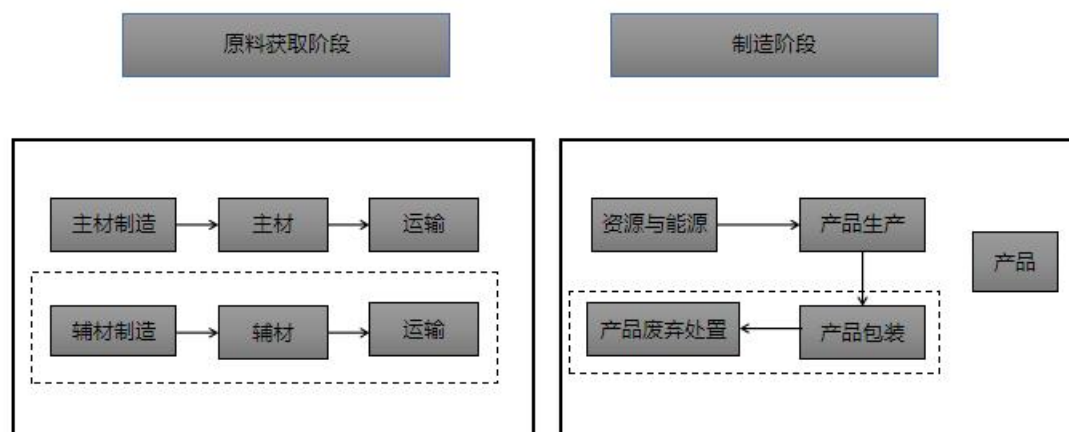 原料获取阶段
制造阶段
主材制造
主材
运输
辅材制造
辅材
运输
资源与能源
产品生产
产品
产品废弃处置
产品包装